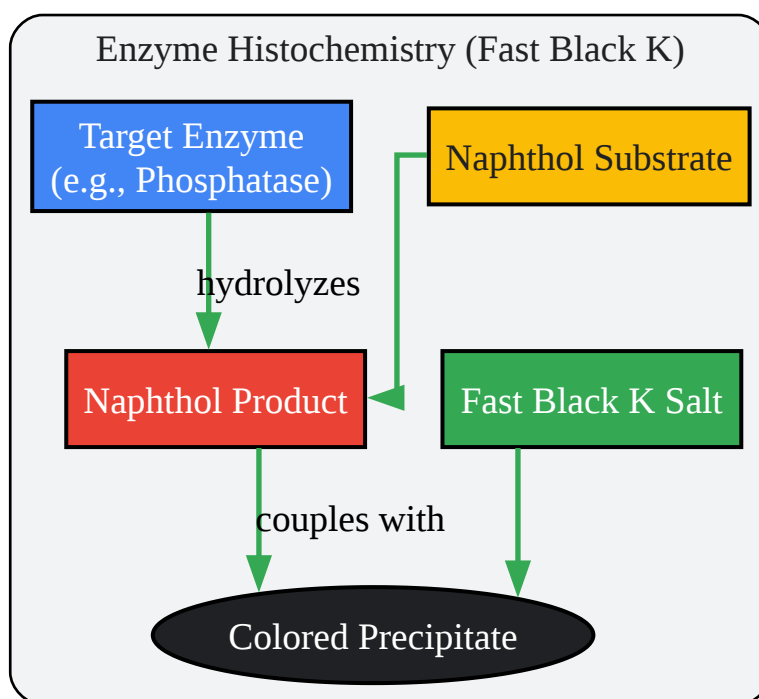 Enzyme Histochemistry (Fast Black K)
Target Enzyme
(e.g., Phosphatase)
Naphthol Substrate
hydrolyzes
Naphthol Product
Fast Black K Salt
couples with
Colored Precipitate